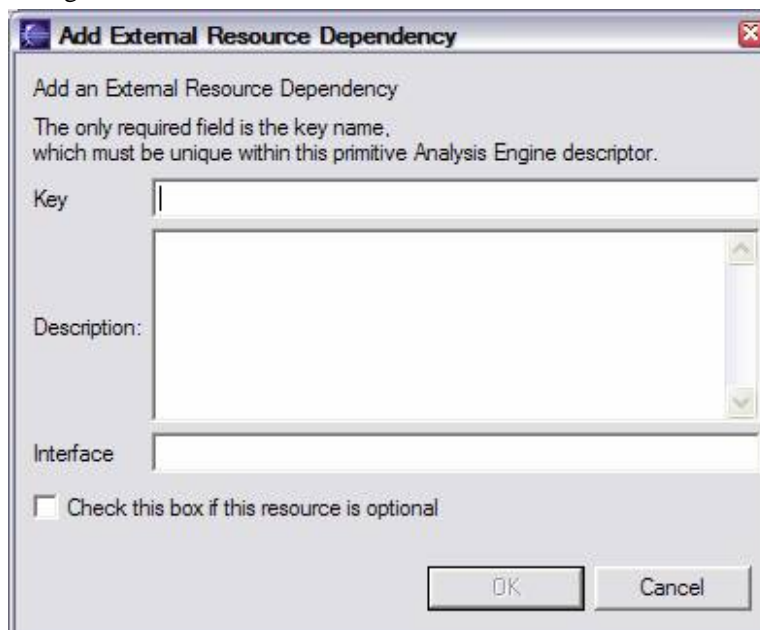 Add External Resource Dependency
Add an External Resource Dependency
The only required field is the key name,
which must be unique within this primitive Analysis Engine descriptor.
Key
Description:
Interface
Check this box if this resource is optional
OK Cancel